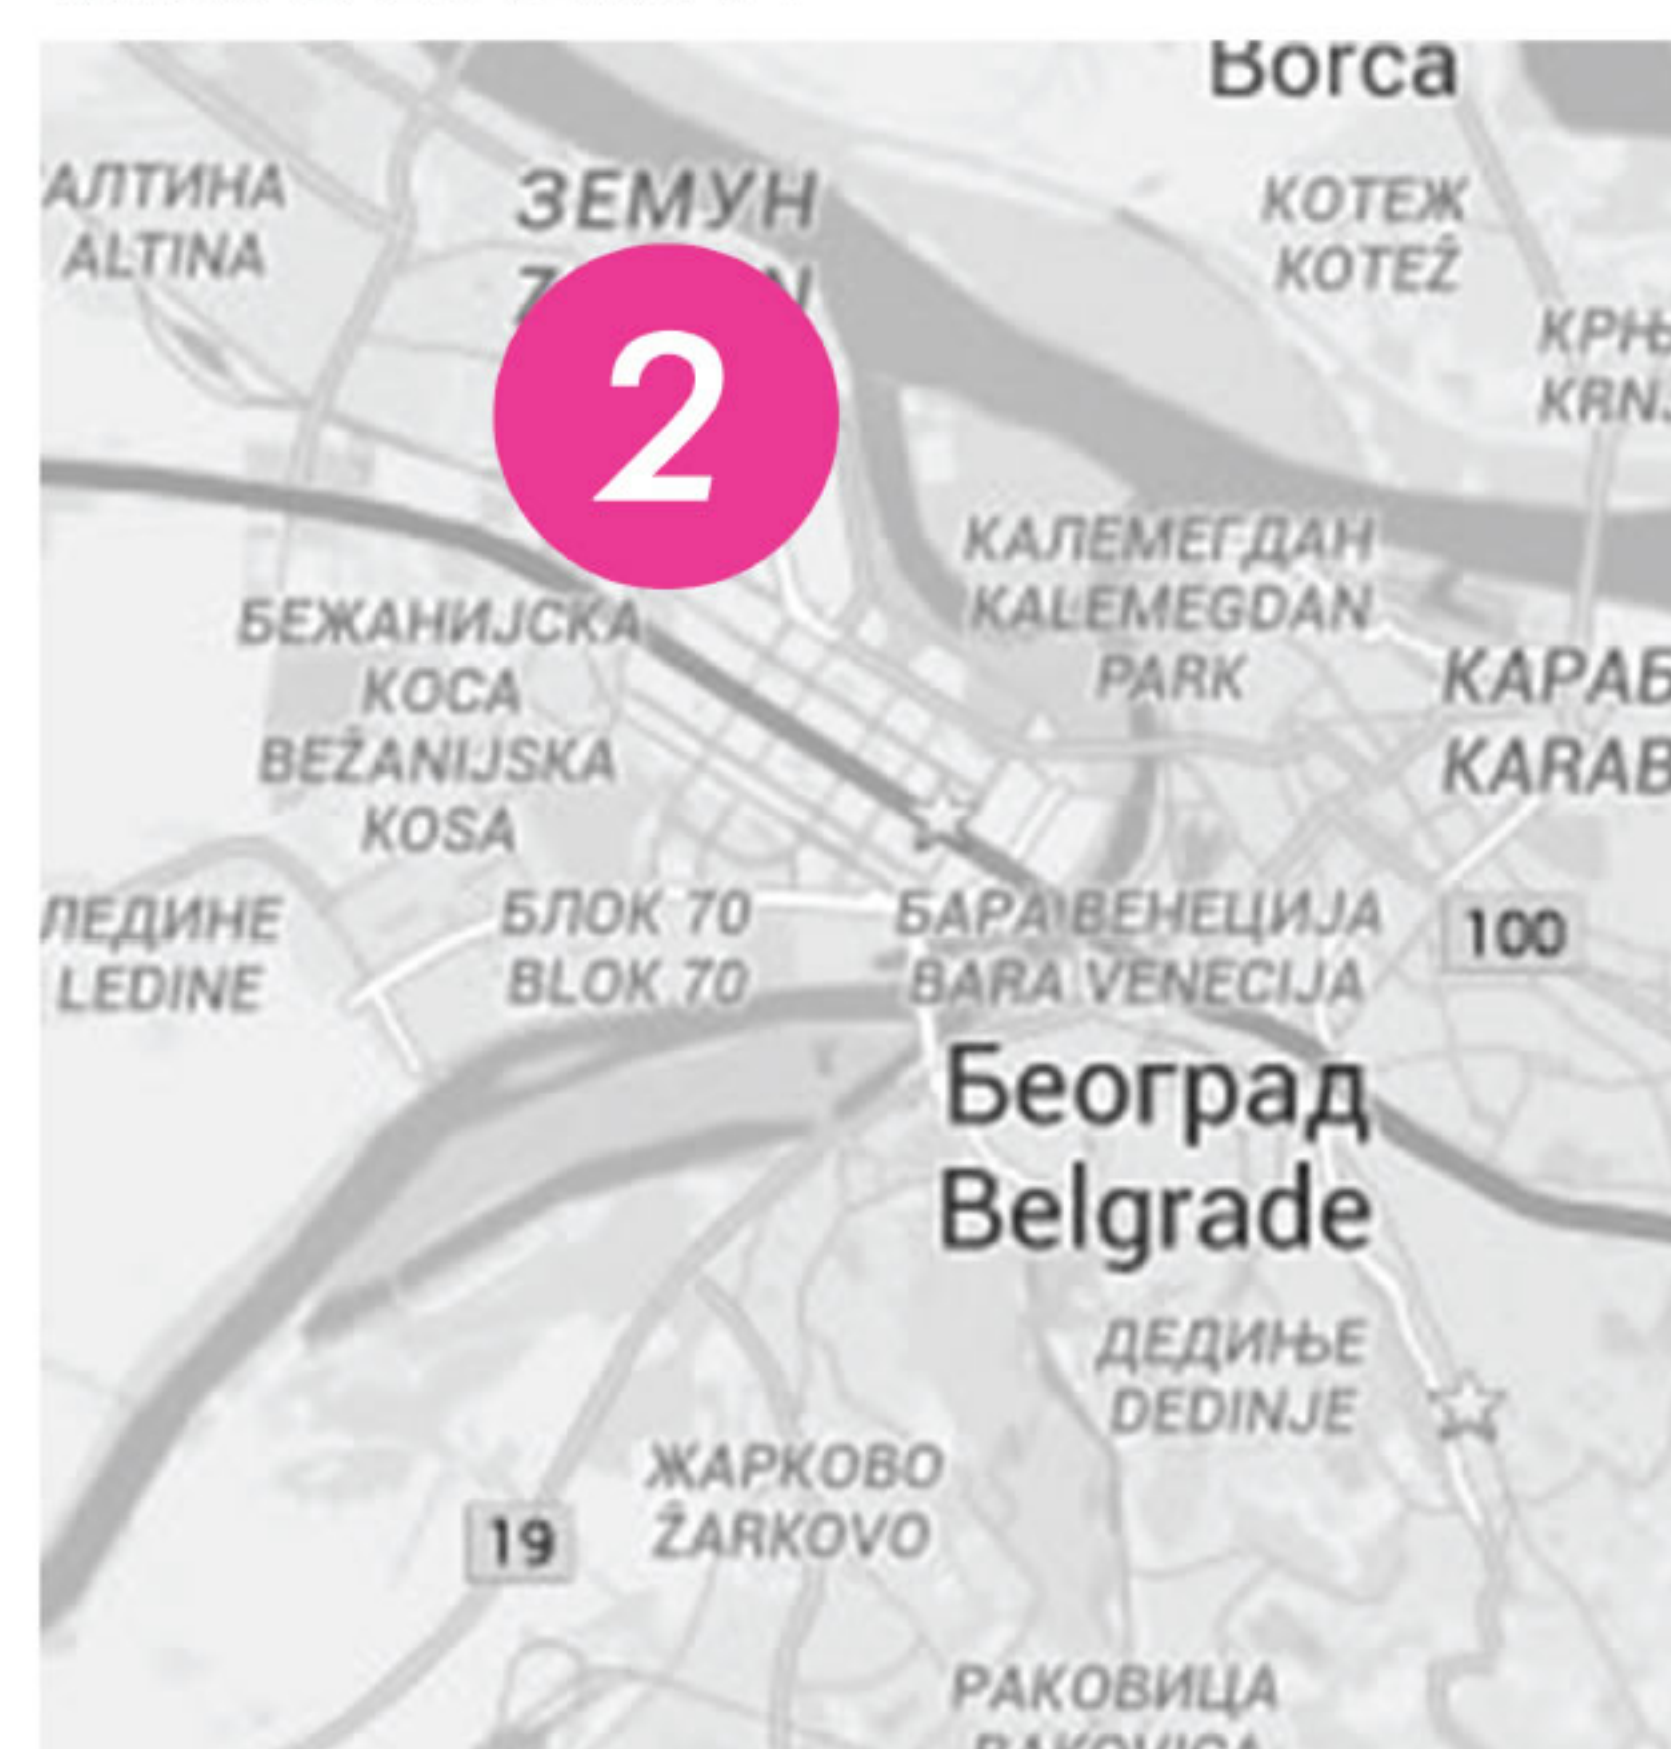 Borča
АЛТИНА
ALTINA
ЗЕМУН
КОТЕЖ
KOTEŽ
2
КАЛЕМЕГДАН
KALEMEGDAN
PARK
БЕЖАНИЈСКА
КОСА
BEŽANIJSKA
KOSA
ЛЕДИНЕ
LEDINE
БЛОК 70
BLOK 70
БАРА ВЕНЕЦИЈА
BARA VENECIJA
100
Београд
Belgrade
ДЕДИЊЕ
DEDINJE
ЖАРКОВО
ŽARKOVO
19
РАКОВИЦА